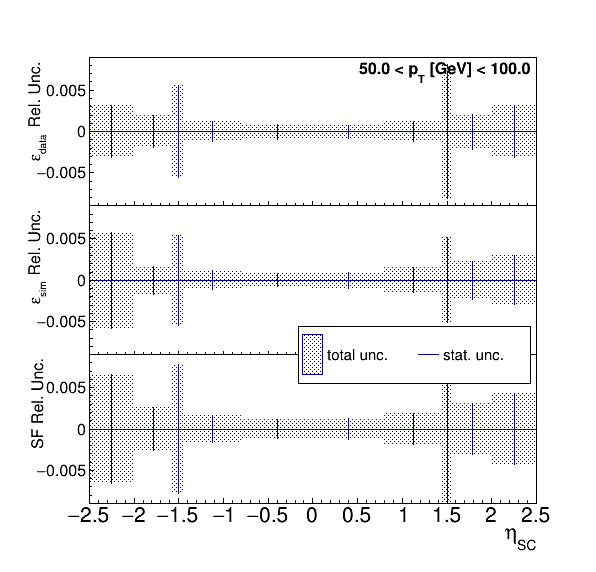 50.0 < p_T [GeV] < 100.0
ε_data Rel. Unc.
0.005
0
−0.005
ε_sim Rel. Unc.
0.005
0
−0.005
total unc.
stat. unc.
SF Rel. Unc.
0.005
0
−0.005
−2.5 −2 −1.5 −1 −0.5 0 0.5 1 1.5 2 2.5
η_SC